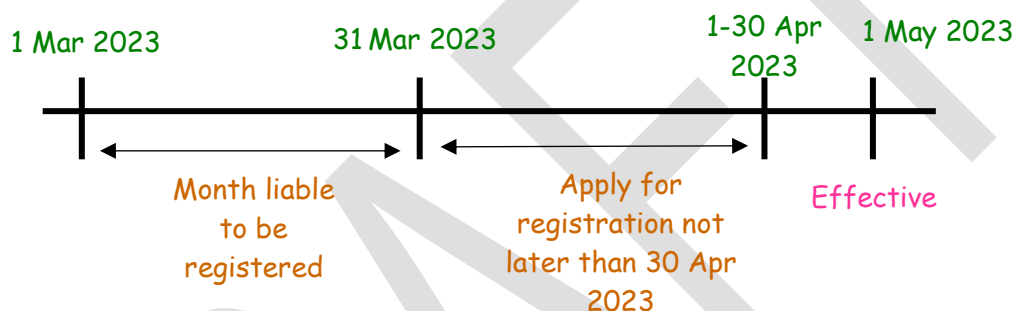 1 Mar 2023
31 Mar 2023
1-30 Apr
2023
1 May 2023
Month liable
to be
registered
Apply for
registration not
later than 30 Apr
2023
Effective